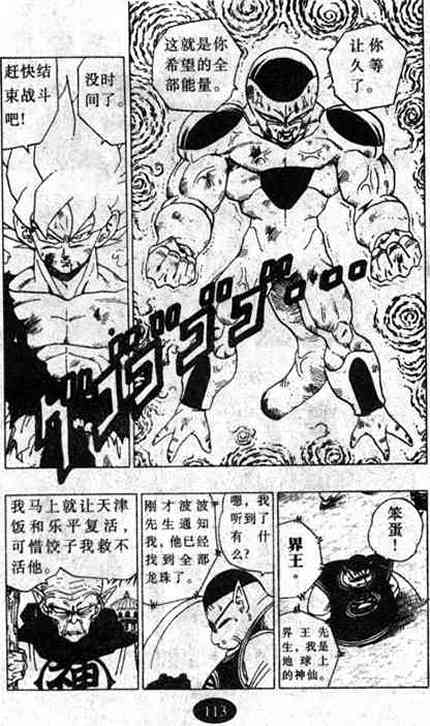 让你
久等
了。
这就是你
希望的全
部能量。
没时
间了。
赶快结
束战斗
吧！
笨
蛋！
界
王。
界王先
生，我是
地球上
的神仙。
嗯，我
听到了
什
么？
刚才波波
先生通知
我，他已经
找到全部
龙珠了。
我马上就让天津
饭和乐平复活，
可惜饺子我救不
活他。
神
113